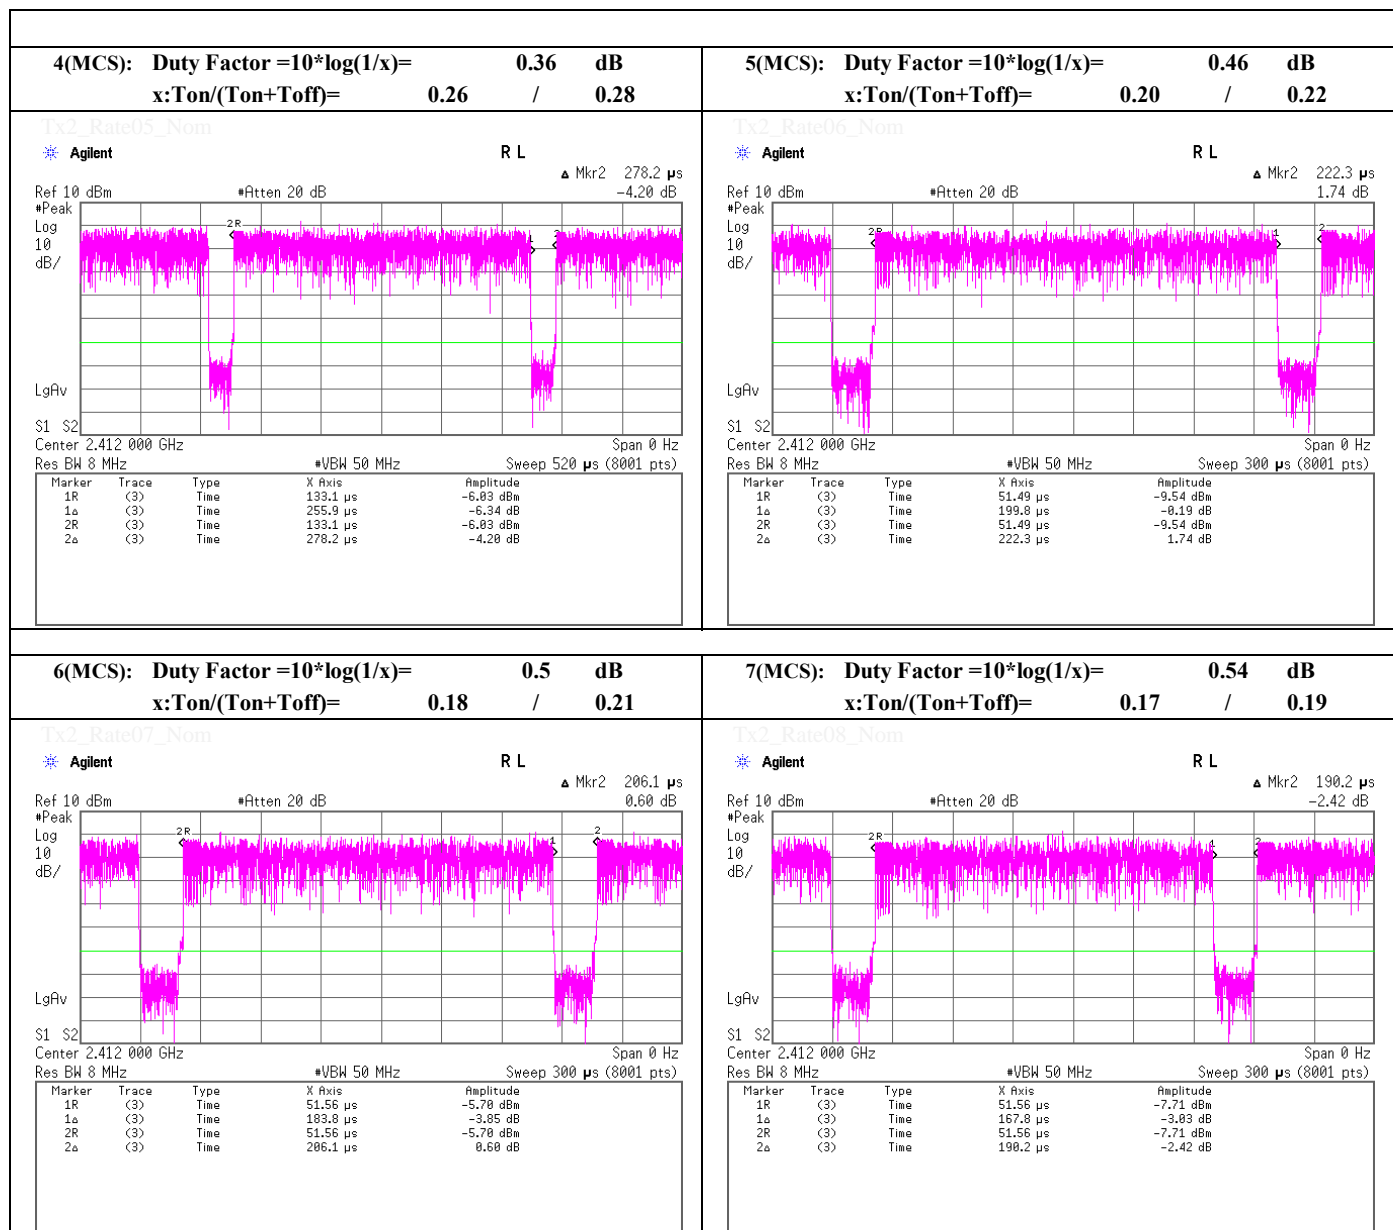 4(MCS): Duty Factor =10*log(1/x)= 0.36 dB
x:Ton/(Ton+Toff)= 0.26 / 0.28
5(MCS): Duty Factor =10*log(1/x)= 0.46 dB
x:Ton/(Ton+Toff)= 0.20 / 0.22
Tx2_Rate05_Nom
Agilent R L
Δ Mkr2 278.2 µs
Ref 10 dBm #Atten 20 dB -4.20 dB
#Peak
Log
10
dB/
2R
1
2
LgAv
S1 S2
Center 2.412 000 GHz Span 0 Hz
Res BW 8 MHz #VBW 50 MHz Sweep 520 µs (8001 pts)
Marker Trace Type X Axis Amplitude
1R (3) Time 133.1 µs -6.03 dBm
1Δ (3) Time 255.9 µs -6.34 dB
2R (3) Time 133.1 µs -6.03 dBm
2Δ (3) Time 278.2 µs -4.20 dB
Tx2_Rate06_Nom
Agilent R L
Δ Mkr2 222.3 µs
Ref 10 dBm #Atten 20 dB 1.74 dB
#Peak
Log
10
dB/
2R
1
2
LgAv
S1 S2
Center 2.412 000 GHz Span 0 Hz
Res BW 8 MHz #VBW 50 MHz Sweep 300 µs (8001 pts)
Marker Trace Type X Axis Amplitude
1R (3) Time 51.49 µs -9.54 dBm
1Δ (3) Time 199.8 µs -0.19 dB
2R (3) Time 51.49 µs -9.54 dBm
2Δ (3) Time 222.3 µs 1.74 dB
6(MCS): Duty Factor =10*log(1/x)= 0.5 dB
x:Ton/(Ton+Toff)= 0.18 / 0.21
7(MCS): Duty Factor =10*log(1/x)= 0.54 dB
x:Ton/(Ton+Toff)= 0.17 / 0.19
Tx2_Rate07_Nom
Agilent R L
Δ Mkr2 206.1 µs
Ref 10 dBm #Atten 20 dB 0.60 dB
#Peak
Log
10
dB/
2R
1
2
LgAv
S1 S2
Center 2.412 000 GHz Span 0 Hz
Res BW 8 MHz #VBW 50 MHz Sweep 300 µs (8001 pts)
Marker Trace Type X Axis Amplitude
1R (3) Time 51.56 µs -5.70 dBm
1Δ (3) Time 183.8 µs -3.85 dB
2R (3) Time 51.56 µs -5.70 dBm
2Δ (3) Time 206.1 µs 0.60 dB
Tx2_Rate08_Nom
Agilent R L
Δ Mkr2 190.2 µs
Ref 10 dBm #Atten 20 dB -2.42 dB
#Peak
Log
10
dB/
2R
1
2
LgAv
S1 S2
Center 2.412 000 GHz Span 0 Hz
Res BW 8 MHz #VBW 50 MHz Sweep 300 µs (8001 pts)
Marker Trace Type X Axis Amplitude
1R (3) Time 51.56 µs -7.71 dBm
1Δ (3) Time 167.8 µs -3.03 dB
2R (3) Time 51.56 µs -7.71 dBm
2Δ (3) Time 190.2 µs -2.42 dB